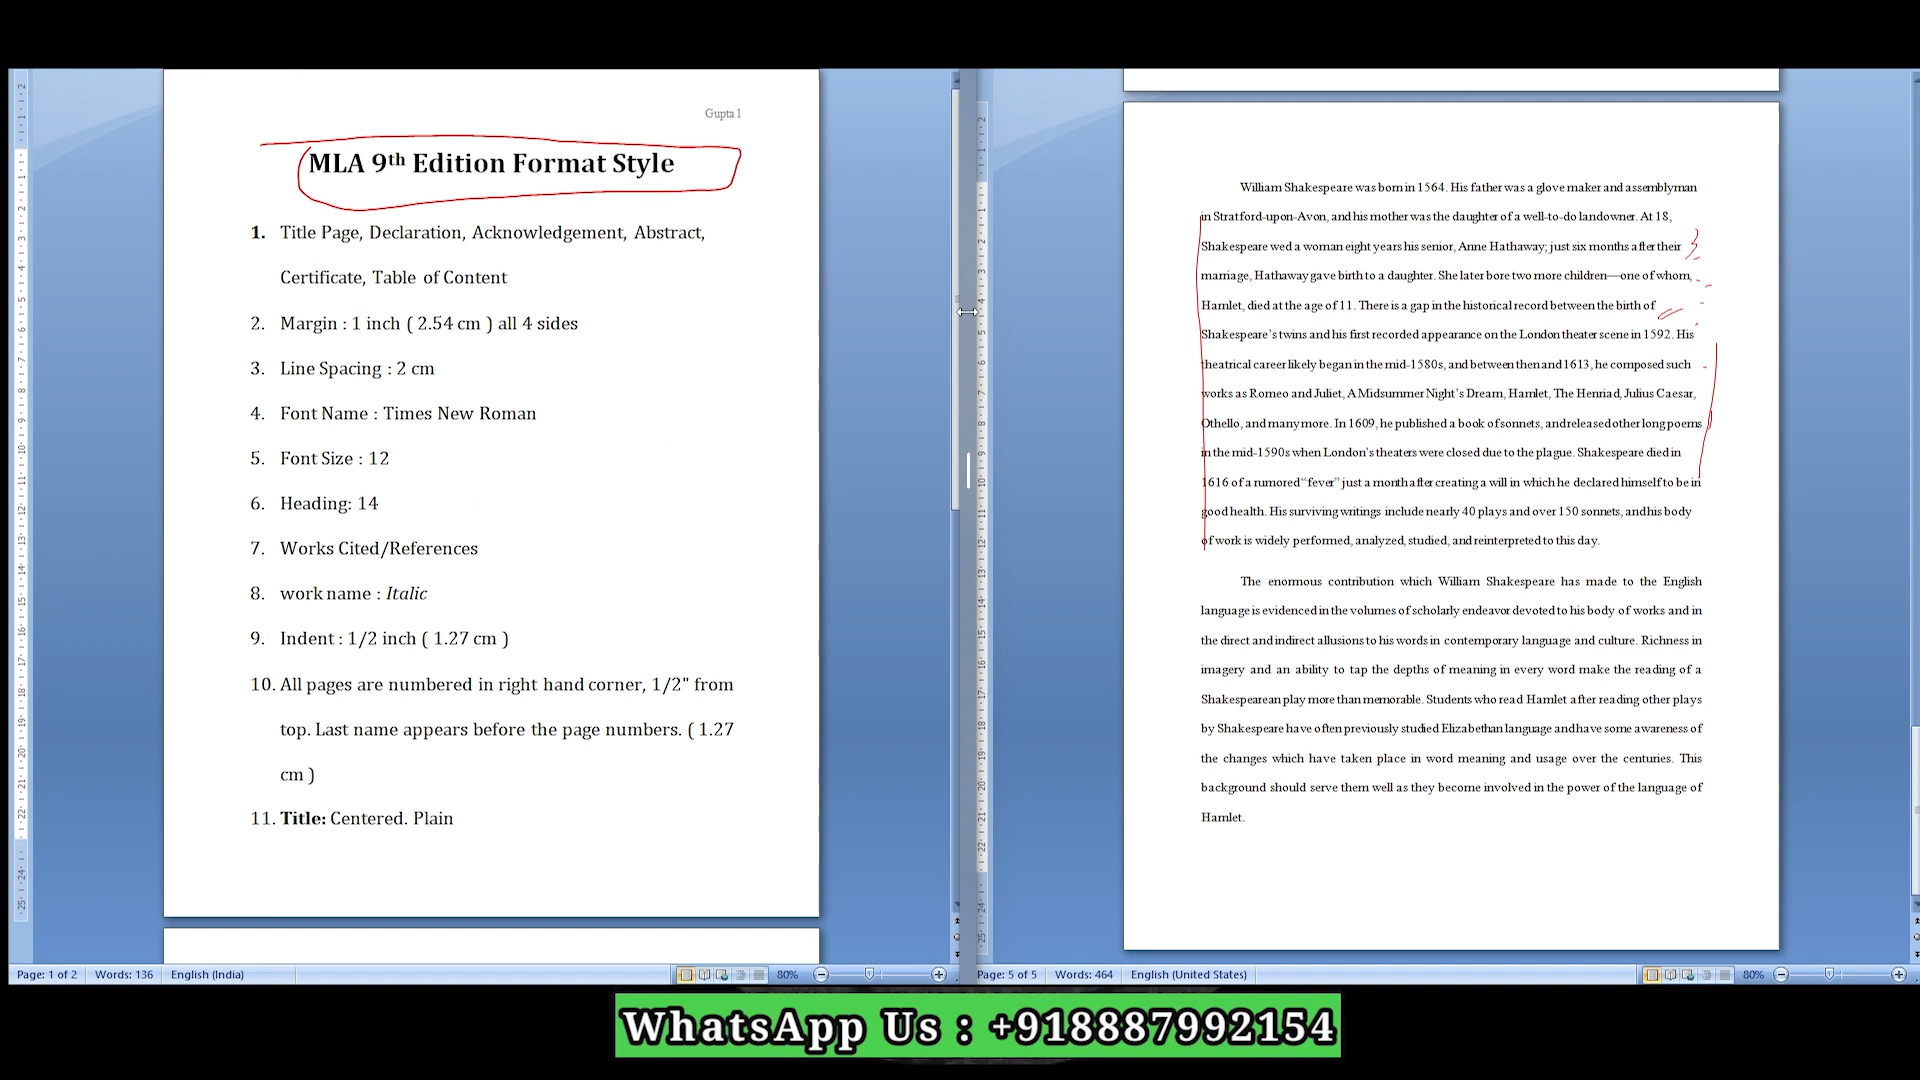 Gupta 1
MLA 9th Edition Format Style
1. Title Page, Declaration, Acknowledgement, Abstract,
Certificate, Table of Content
2. Margin : 1 inch ( 2.54 cm ) all 4 sides
3. Line Spacing : 2 cm
4. Font Name : Times New Roman
5. Font Size : 12
6. Heading: 14
7. Works Cited/References
8. work name : Italic
9. Indent : 1/2 inch ( 1.27 cm )
10. All pages are numbered in right hand corner, 1/2" from
top. Last name appears before the page numbers. ( 1.27
cm )
11. Title: Centered. Plain
Page: 1 of 2 Words: 136 English (India) 80%
William Shakespeare was born in 1564. His father was a glove maker and assemblyman
in Stratford-upon-Avon, and his mother was the daughter of a well-to-do landowner. At 18,
Shakespeare wed a woman eight years his senior, Anne Hathaway; just six months after their
marriage, Hathaway gave birth to a daughter. She later bore two more children—one of whom,
Hamlet, died at the age of 11. There is a gap in the historical record between the birth of
Shakespeare's twins and his first recorded appearance on the London theater scene in 1592. His
theatrical career likely began in the mid-1580s, and between then and 1613, he composed such
works as Romeo and Juliet, A Midsummer Night's Dream, Hamlet, The Henriad, Julius Caesar,
Othello, and many more. In 1609, he published a book of sonnets, and released other long poems
in the mid-1590s when London's theaters were closed due to the plague. Shakespeare died in
1616 of a rumored "fever" just a month after creating a will in which he declared himself to be in
good health. His surviving writings include nearly 40 plays and over 150 sonnets, and his body
of work is widely performed, analyzed, studied, and reinterpreted to this day.
The enormous contribution which William Shakespeare has made to the English
language is evidenced in the volumes of scholarly endeavor devoted to his body of works and in
the direct and indirect allusions to his words in contemporary language and culture. Richness in
imagery and an ability to tap the depths of meaning in every word make the reading of a
Shakespearean play more than memorable. Students who read Hamlet after reading other plays
by Shakespeare have often previously studied Elizabethan language and have some awareness of
the changes which have taken place in word meaning and usage over the centuries. This
background should serve them well as they become involved in the power of the language of
Hamlet.
Page: 5 of 5 Words: 464 English (United States) 80%
WhatsApp Us : +918887992154